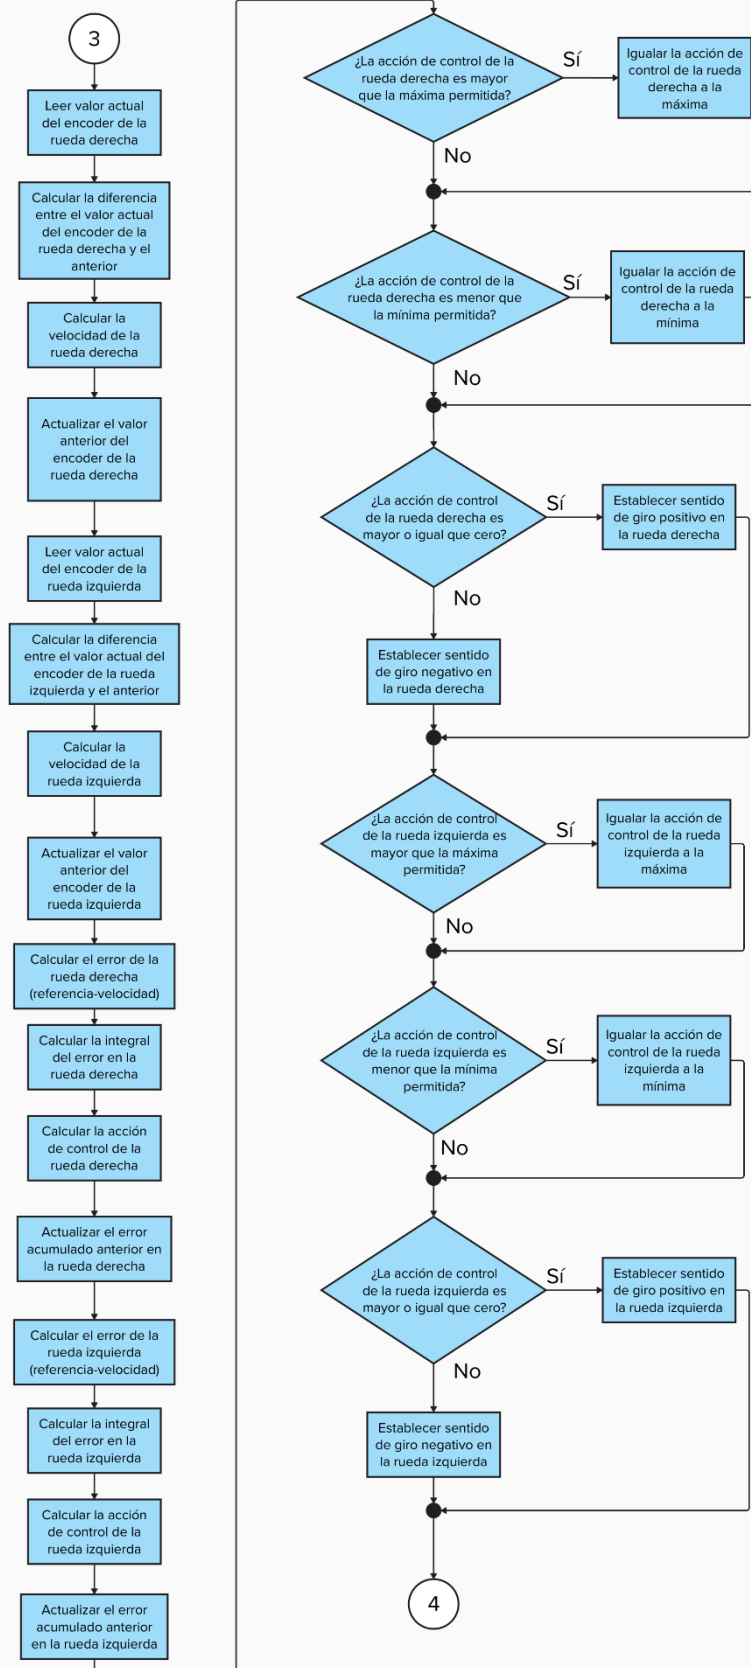 3
Leer valor actual
del encoder de la
rueda derecha
Calcular la diferencia
entre el valor actual
del encoder de la
rueda derecha y el
anterior
Calcular la
velocidad de la
rueda derecha
Actualizar el valor
anterior del
encoder de la
rueda derecha
Leer valor actual
del encoder de la
rueda izquierda
Calcular la diferencia
entre el valor actual del
encoder de la rueda
izquierda y el anterior
Calcular la
velocidad de la
rueda izquierda
Actualizar el valor
anterior del
encoder de la
rueda izquierda
Calcular el error de la
rueda derecha
(referencia-velocidad)
Calcular la integral
del error en la
rueda derecha
Calcular la acción
de control de la
rueda derecha
Actualizar el error
acumulado anterior en
la rueda derecha
Calcular el error de la
rueda izquierda
(referencia-velocidad)
Calcular la integral
del error en la
rueda izquierda
Calcular la acción
de control de la
rueda izquierda
Actualizar el error
acumulado anterior
en la rueda izquierda
¿La acción de control de la
rueda derecha es mayor
que la máxima permitida?
Sí
Igualar la acción de
control de la rueda
derecha a la
máxima
No
¿La acción de control de la
rueda derecha es menor que
la mínima permitida?
Sí
Igualar la acción de
control de la rueda
derecha a la
mínima
No
¿La acción de control
de la rueda derecha es
mayor o igual que cero?
Sí
Establecer sentido
de giro positivo en
la rueda derecha
No
Establecer sentido
de giro negativo en
la rueda derecha
¿La acción de control
de la rueda izquierda es
mayor que la máxima
permitida?
Sí
Igualar la acción de
control de la rueda
izquierda a la
máxima
No
¿La acción de control
de la rueda izquierda es
menor que la mínima
permitida?
Sí
Igualar la acción de
control de la rueda
izquierda a la
mínima
No
¿La acción de control
de la rueda izquierda es
mayor o igual que cero?
Sí
Establecer sentido
de giro positivo en
la rueda izquierda
No
Establecer sentido
de giro negativo en
la rueda izquierda
4